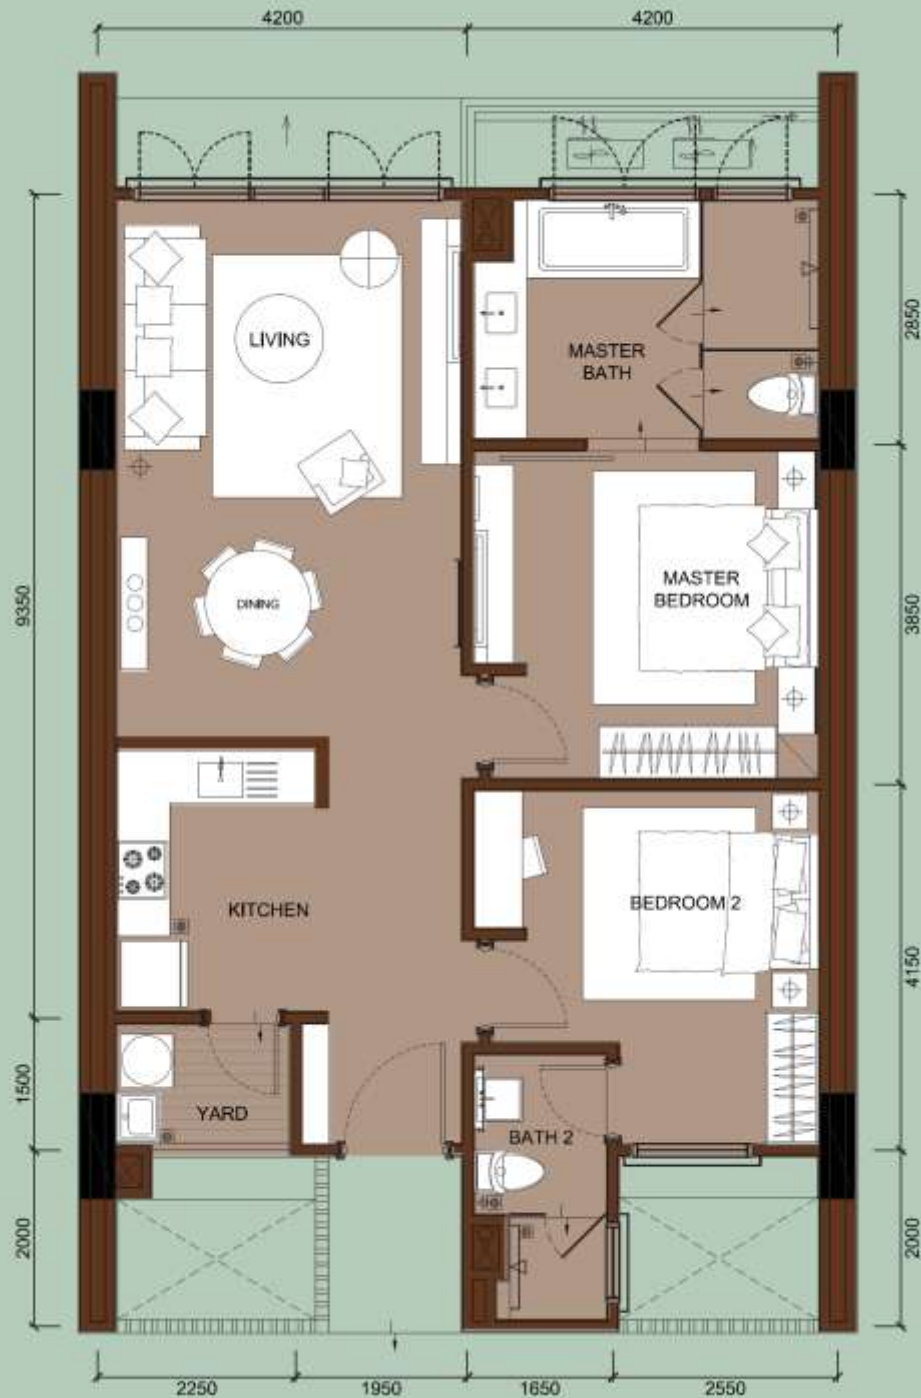 4200
4200
LIVING
MASTER
BATH
2850
DINING
MASTER
BEDROOM
9350
3850
KITCHEN
BEDROOM 2
4150
1500
YARD
BATH 2
2000
2000
2250
1950
1650
2550